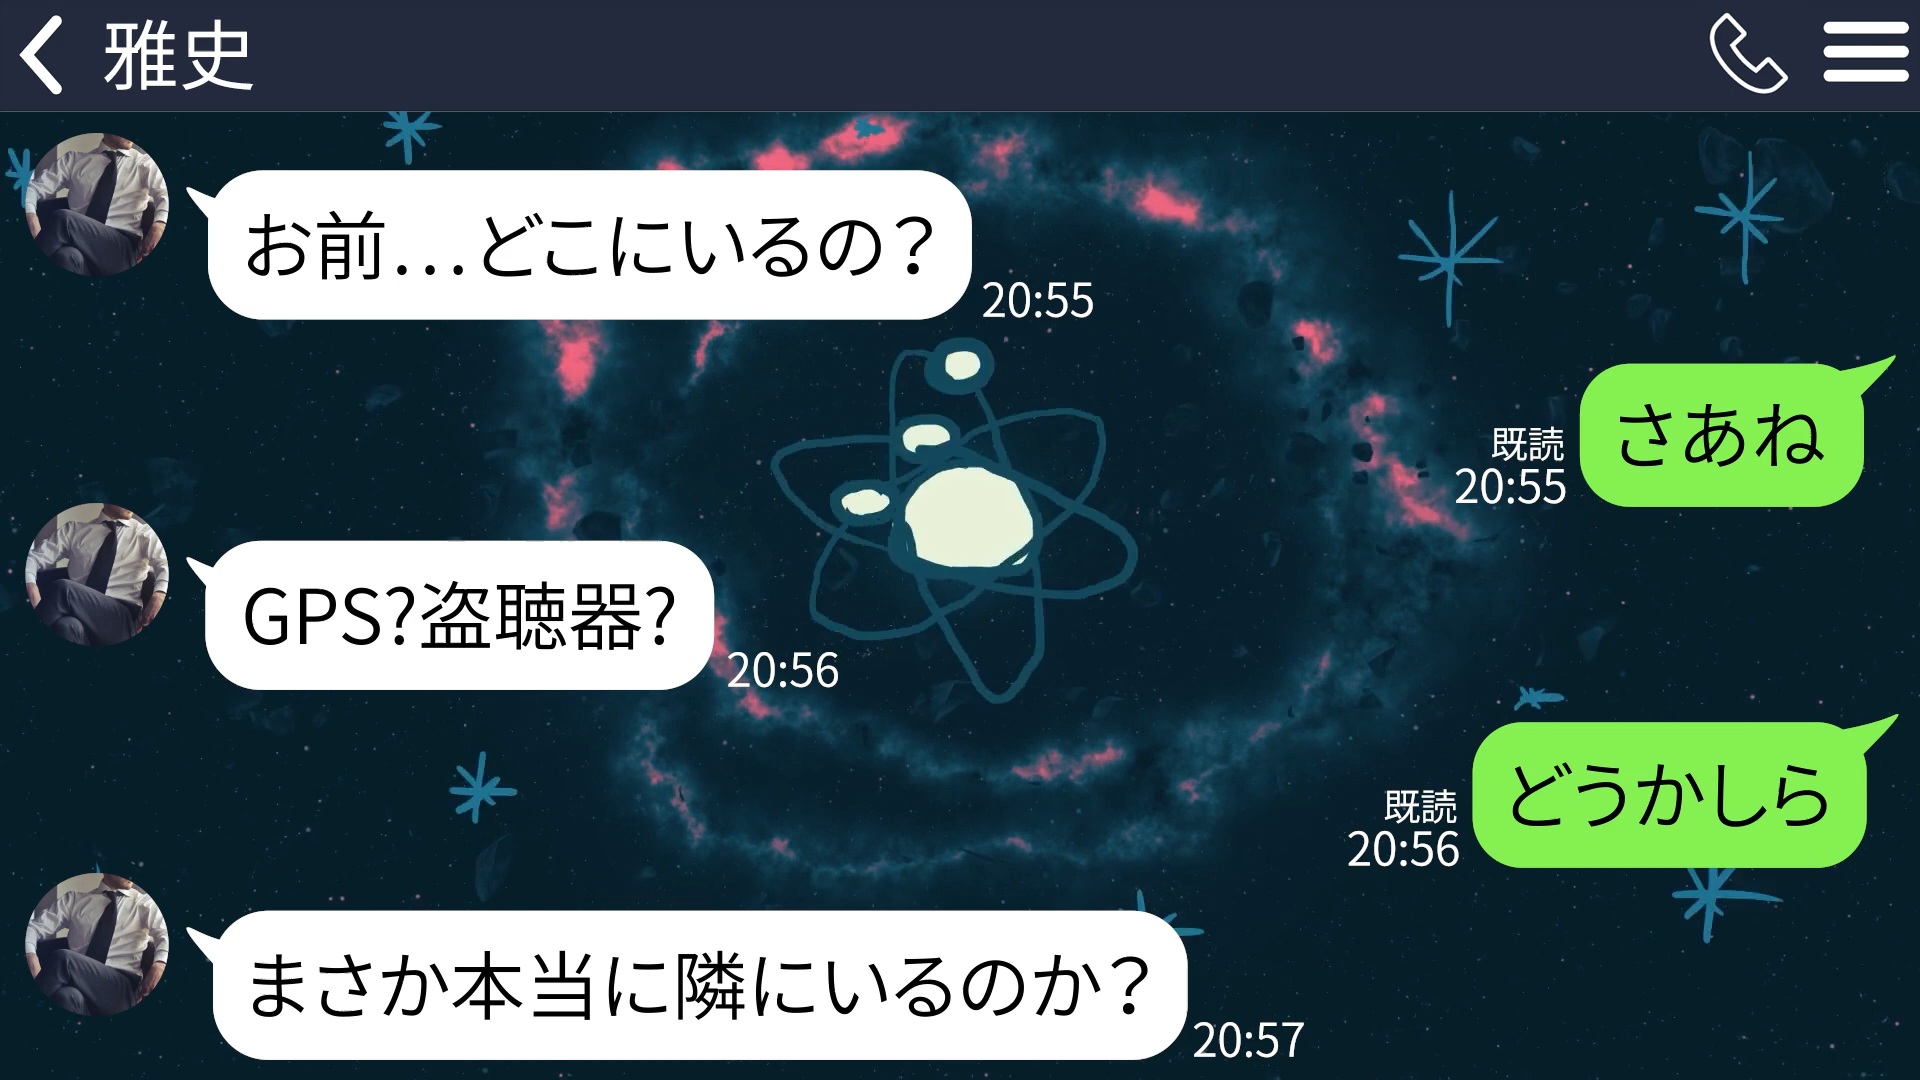 雅史
お前…どこにいるの？
20:55
さあね
既読
20:55
GPS?盗聴器?
20:56
どうかしら
既読
20:56
まさか本当に隣にいるのか？
20:57